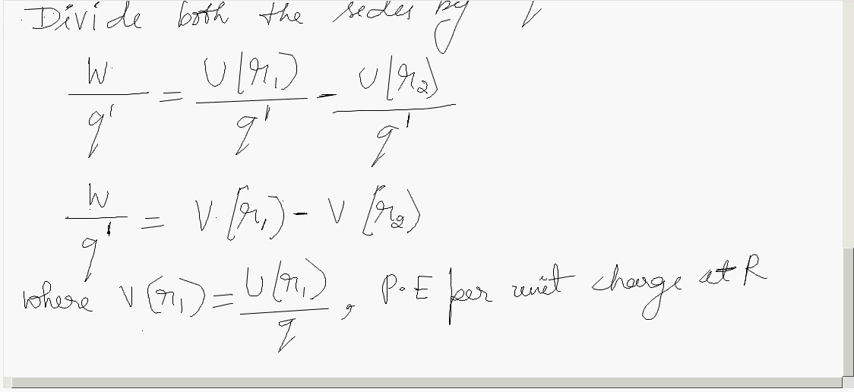 Divide both the sides by
W/q' = U(r₁)/q' - U(r₂)/q'
W/q' = V(r₁) - V(r₂)
where V(r₁) = U(r₁)/q, P.E per unit charge at R